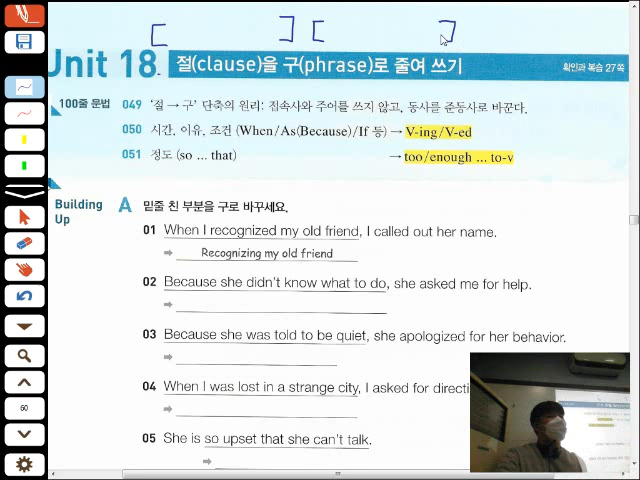 Unit 18 절(clause)을 구(phrase)로 줄여 쓰기
확인과 복습 27쪽
100줄 문법
049 '절 → 구' 단축의 원리: 접속사와 주어를 쓰지 않고, 동사를 준동사로 바꾼다.
050 시간, 이유, 조건 (When/As(Because)/If 등) → V-ing/V-ed
051 정도 (so ... that) → too/enough ... to-v
Building Up
A 밑줄 친 부분을 구로 바꾸세요.
01 When I recognized my old friend, I called out her name.
➡ Recognizing my old friend
02 Because she didn't know what to do, she asked me for help.
➡
03 Because she was told to be quiet, she apologized for her behavior.
➡
04 When I was lost in a strange city, I asked for directi
➡
05 She is so upset that she can't talk.
➡
60